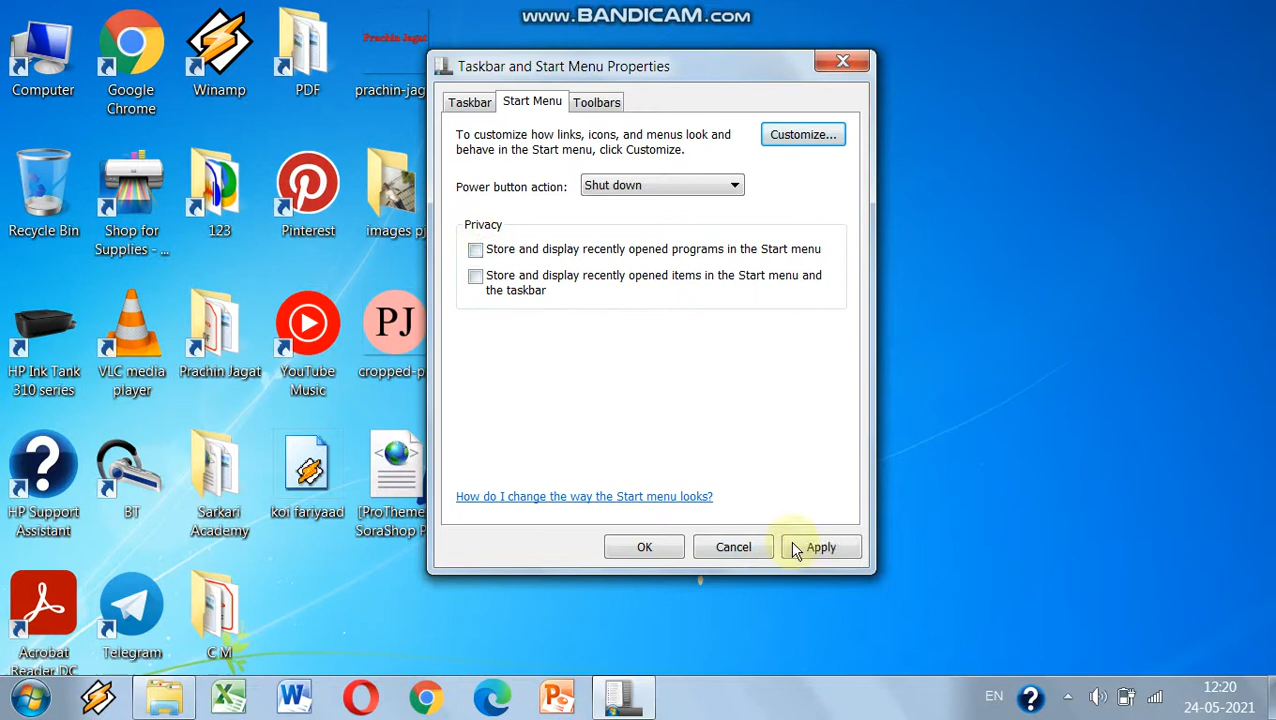 www.BANDICAM.com
Taskbar and Start Menu Properties
Taskbar
Start Menu
Toolbars
To customize how links, icons, and menus look and
behave in the Start menu, click Customize.
Customize...
Power button action:
Shut down
Privacy
Store and display recently opened programs in the Start menu
Store and display recently opened items in the Start menu and
the taskbar
How do I change the way the Start menu looks?
OK
Cancel
Apply
Computer
Google
Chrome
Winamp
PDF
Prachin Jagat
prachin-jag
Recycle Bin
Shop for
Supplies - ...
123
Pinterest
images pj
HP Ink Tank
310 series
VLC media
player
Prachin Jagat
YouTube
Music
PJ
cropped-p
HP Support
Assistant
BT
Sarkari
Academy
koi fariyaad
[ProTheme
SoraShop P
Acrobat
Reader DC
Telegram
C M
EN
12:20
24-05-2021